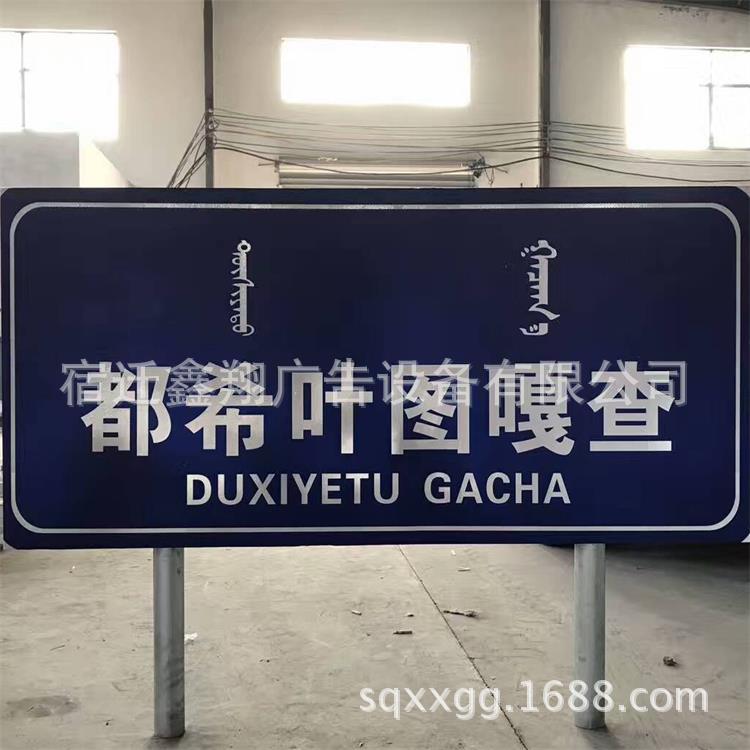 都希叶图嘎查
宿迁鑫翔广告设备有限公司
DUXIYETU GACHA
sqxxgg.1688.com